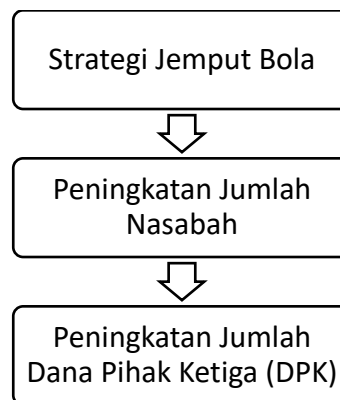 Strategi Jemput Bola
Peningkatan Jumlah
Nasabah
Peningkatan Jumlah
Dana Pihak Ketiga (DPK)